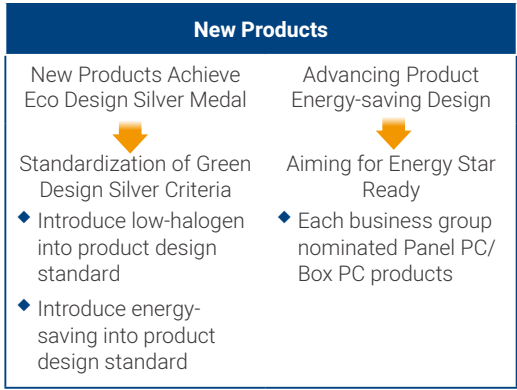 New Products
New Products Achieve
Eco Design Silver Medal
Standardization of Green
Design Silver Criteria
Introduce low-halogen
into product design
standard
Introduce energy-
saving into product
design standard
Advancing Product
Energy-saving Design
Aiming for Energy Star
Ready
Each business group
nominated Panel PC/
Box PC products